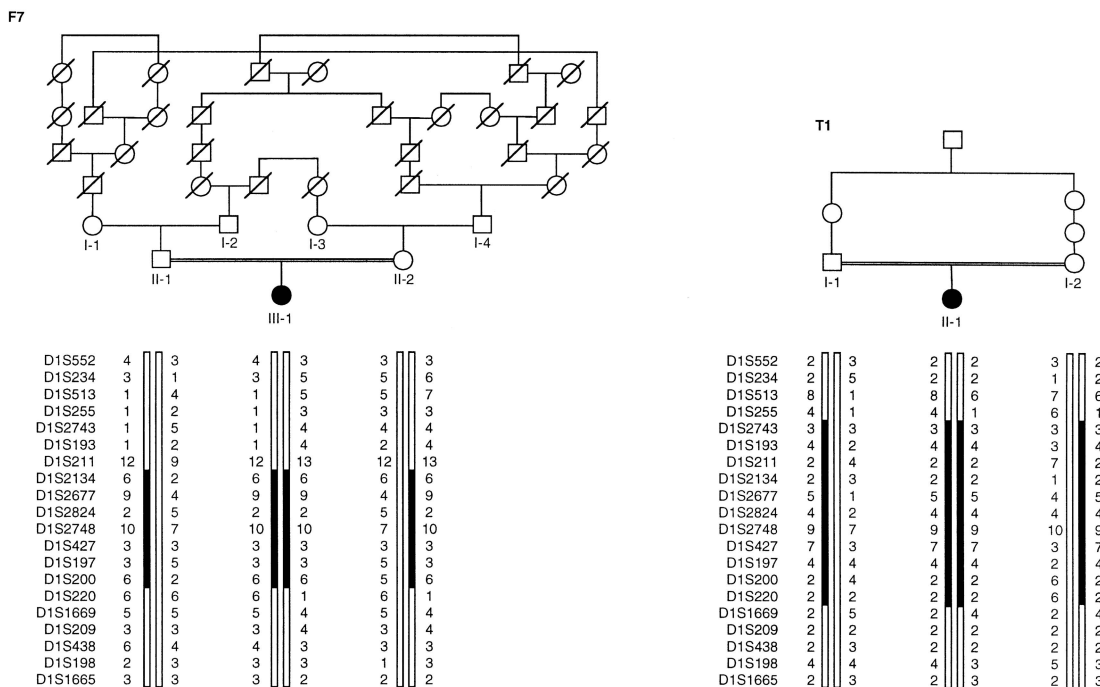 F7
T1
I-1
I-2
I-3
I-4
II-1
II-2
III-1
I-1
I-2
II-1
D1S552 4 3 4 3 3 3
D1S234 3 1 3 5 5 6
D1S513 1 4 1 5 5 7
D1S255 1 2 1 3 3 3
D1S2743 1 5 1 4 4 4
D1S193 1 2 1 4 2 4
D1S211 12 9 12 13 12 13
D1S2134 6 2 6 6 6 6
D1S2677 9 4 9 9 4 9
D1S2824 2 5 2 2 5 2
D1S2748 10 7 10 10 7 10
D1S427 3 3 3 3 3 3
D1S197 3 5 3 3 5 3
D1S200 6 2 6 6 5 6
D1S220 6 6 6 1 6 1
D1S1669 5 5 5 4 5 4
D1S209 3 3 3 4 3 4
D1S438 6 4 4 3 3 3
D1S198 2 3 3 3 1 3
D1S1665 3 3 3 2 2 2
D1S552 2 3 2 2 3 2
D1S234 2 5 2 2 1 2
D1S513 8 1 8 6 7 6
D1S255 4 1 4 1 6 1
D1S2743 3 3 3 3 3 3
D1S193 4 2 4 4 3 4
D1S211 2 4 2 2 7 2
D1S2134 2 3 2 2 1 2
D1S2677 5 1 5 5 4 5
D1S2824 4 2 4 4 4 4
D1S2748 9 7 9 9 10 9
D1S427 7 3 7 7 3 7
D1S197 4 4 4 4 2 4
D1S200 2 4 2 2 6 2
D1S220 2 2 2 2 6 2
D1S1669 2 5 2 4 2 4
D1S209 2 2 2 2 2 2
D1S438 2 3 2 2 2 2
D1S198 4 4 4 3 5 3
D1S1665 2 3 2 3 2 3